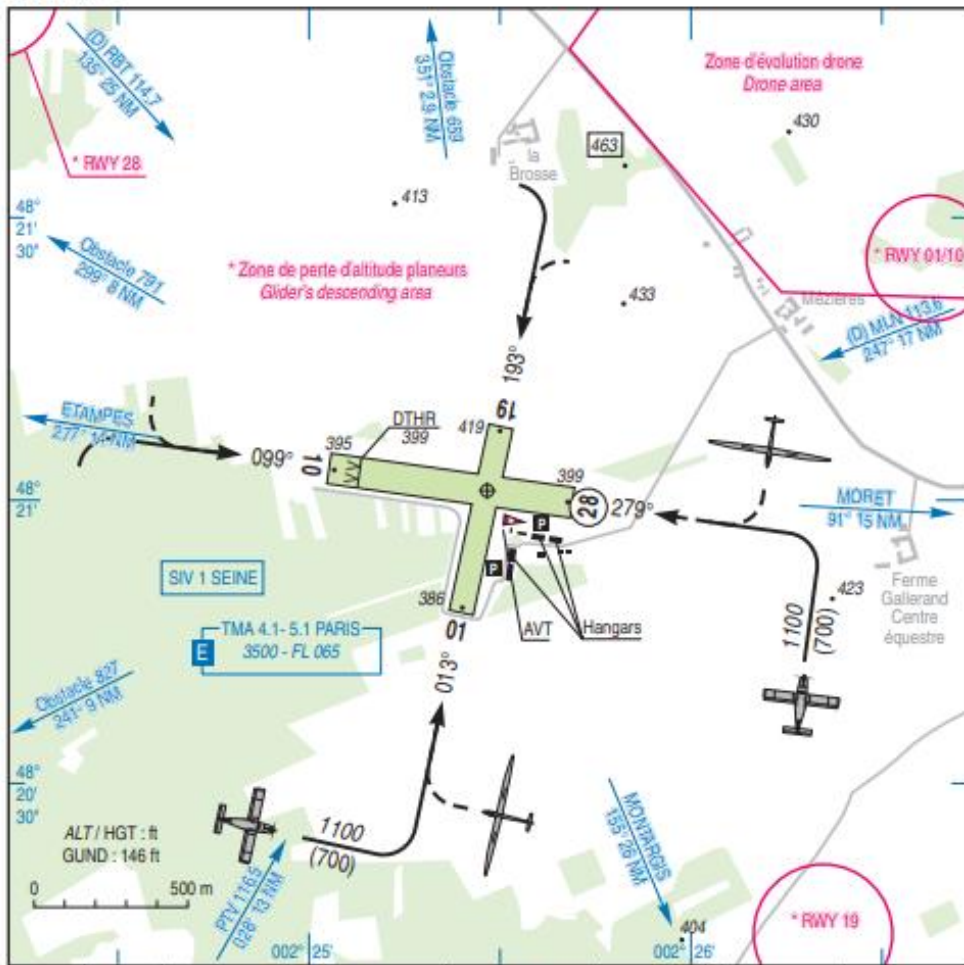 (D) RBT 114.7
135° 25 NM
Obstacle 659
351° 2.9 NM
Zone d'évolution drone
Drone area
430
463
la
Brosse
* RWY 28
413
48°
21'
30"
Obstacle 791
299° 8 NM
* Zone de perte d'altitude planeurs
Glider's descending area
433
* RWY 01/10
Mézières
(D) MLN 113.6
247° 17 NM
193°
19
419
DTHR
399
395
ETAMPES
277° 14 NM
099°
10
399
28
279°
48°
21'
MORET
91° 15 NM
P
P
SIV 1 SEINE
386
01
AVT
Hangars
423
Ferme
Gallerand
Centre
équestre
1100
(700)
TMA 4.1- 5.1 PARIS
E
3500 - FL 065
013°
Obstacle 827
241° 9 NM
48°
20'
30"
ALT / HGT : ft
GUND : 146 ft
0
500 m
1100
(700)
PTV 116.5
028° 13 NM
MONTARGIS
155° 26 NM
* RWY 19
404
002° 25'
002° 26'